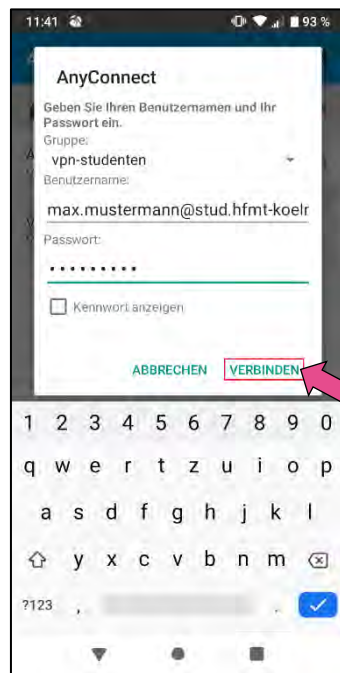 11:41 93 %
AnyConnect
Geben Sie Ihren Benutzernamen und Ihr
Passwort ein.
Gruppe:
vpn-studenten
Benutzername:
max.mustermann@stud.hfmt-koelr
Passwort:
•••••••••
Kennwort anzeigen
ABBRECHEN VERBINDEN
1 2 3 4 5 6 7 8 9 0
q w e r t z u i o p
a s d f g h j k l
y x c v b n m
?123 , .